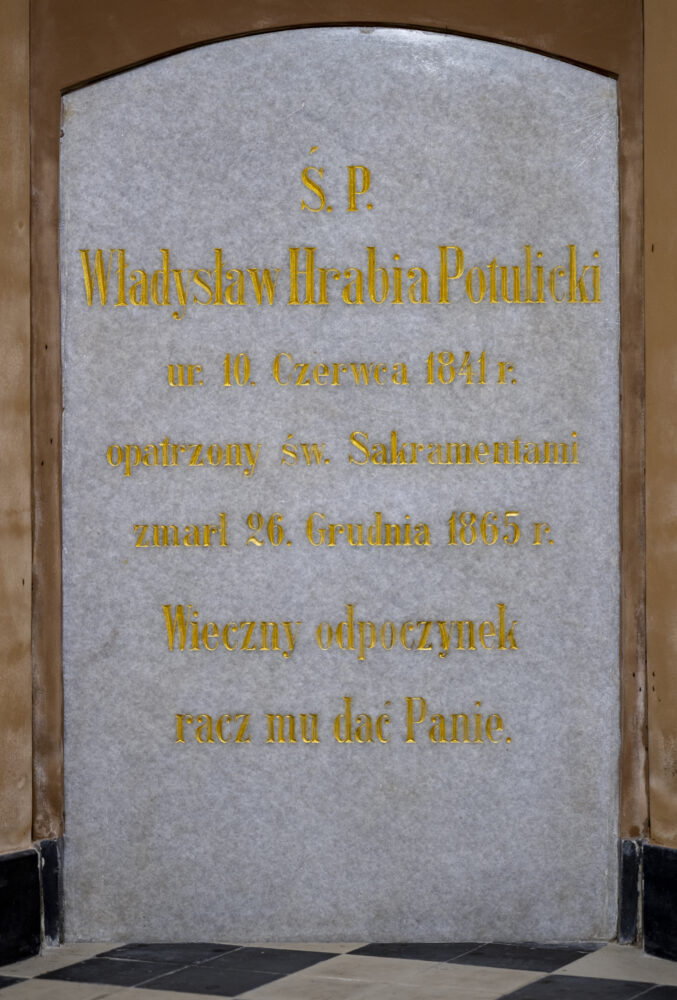 Ś. P.
Władysław Hrabia Potulicki
ur. 10. Czerwca 1841 r.
opatrzony św. Sakramentami
zmarł 26. Grudnia 1865 r.
Wieczny odpoczynek
racz mu dać Panie.